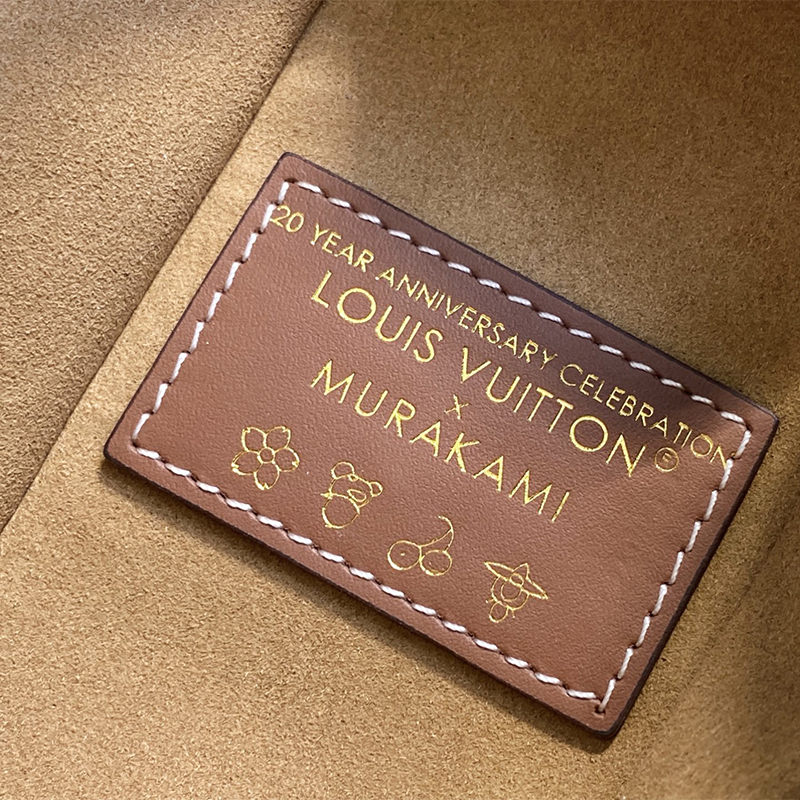 20 YEAR ANNIVERSARY CELEBRATION
LOUIS VUITTON
x
MURAKAMI